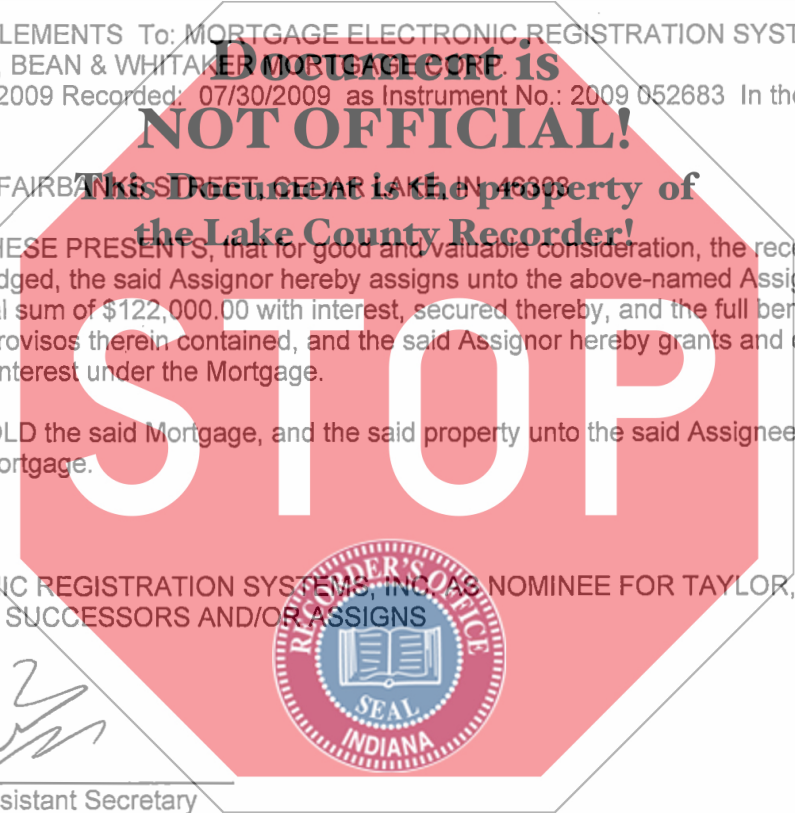 LEMENTS To: MORTGAGE ELECTRONIC REGISTRATION SYST
Document is
, BEAN & WHITAKER MORTGAGE CORP.
2009 Recorded: 07/30/2009 as Instrument No.: 2009 052683 In the
NOT OFFICIAL!
FAIRBANKS STREET, CEDAR LAKE, IN 46303
This Document is the property of
the Lake County Recorder!
HESE PRESENTS, that for good and valuable consideration, the rece
dged, the said Assignor hereby assigns unto the above-named Assig
al sum of $122,000.00 with interest, secured thereby, and the full ben
rovisos therein contained, and the said Assignor hereby grants and
nterest under the Mortgage.
STOP
OLD the said Mortgage, and the said property unto the said Assignee
ortgage.
IC REGISTRATION SYSTEMS, INC. AS NOMINEE FOR TAYLOR,
SUCCESSORS AND/OR ASSIGNS
RECORDER'S OFFICE
SEAL
INDIANA
sistant Secretary